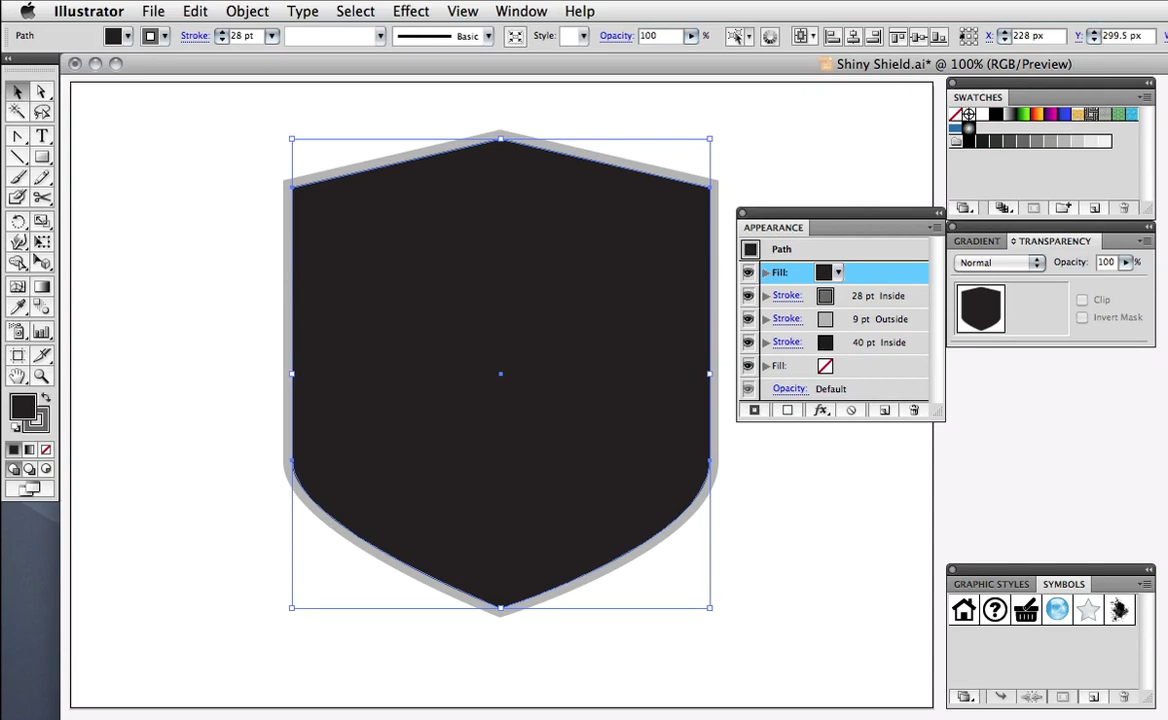 Illustrator File Edit Object Type Select Effect View Window Help
Path Stroke: 28 pt Basic Style: Opacity: 100 % X: 228 px Y: 299.5 px
Shiny Shield.ai* @ 100% (RGB/Preview)
SWATCHES
APPEARANCE
Path
Fill:
Stroke: 28 pt Inside
Stroke: 9 pt Outside
Stroke: 40 pt Inside
Fill:
Opacity: Default
fx
GRADIENT TRANSPARENCY
Normal Opacity: 100 %
Clip
Invert Mask
GRAPHIC STYLES SYMBOLS